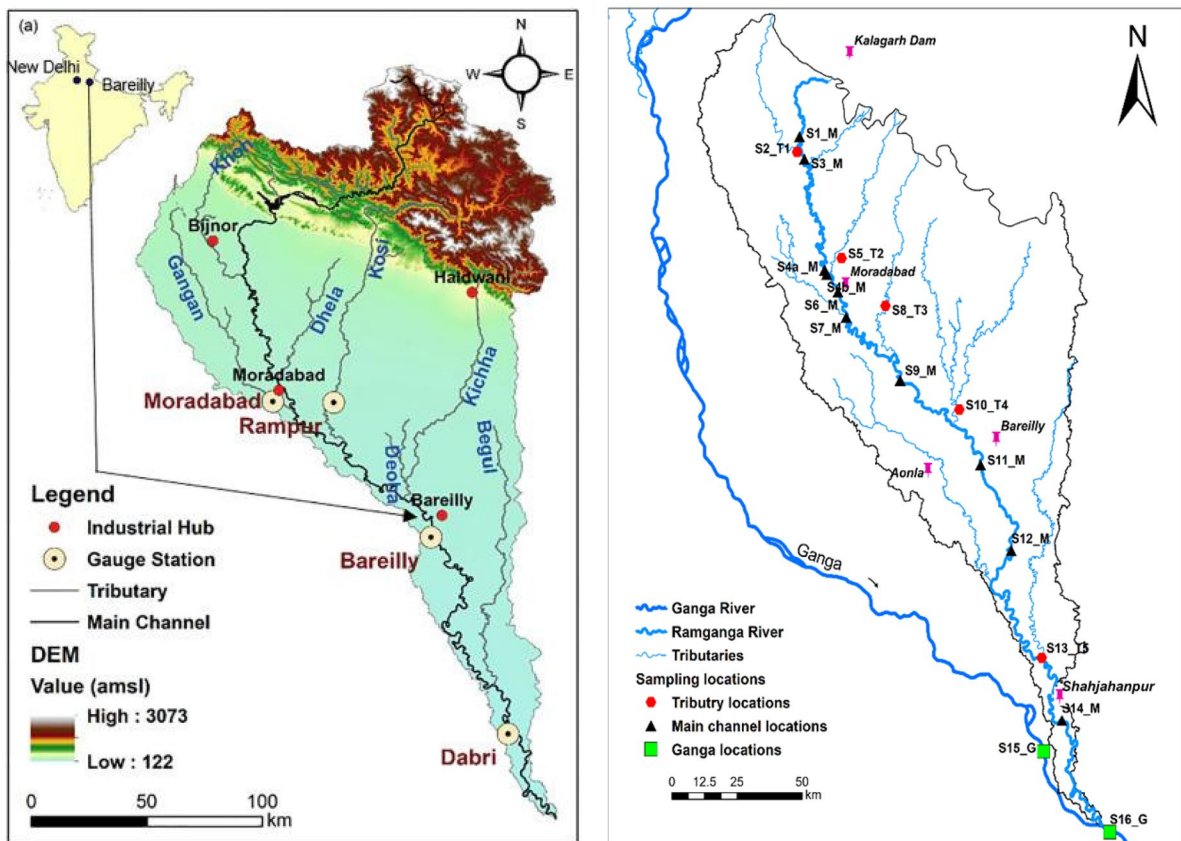 (a)
N
W
E
S
New Delhi
Bareilly
Khoh
Bijnor
Gangan
Kosi
Dhela
Haldwani
Kichha
Moradabad
Moradabad
Rampur
Begul
Deoha
Bareilly
Bareilly
Dabri
Legend
Industrial Hub
Gauge Station
Tributary
Main Channel
DEM
Value (amsl)
High : 3073
Low : 122
0 50 100
km
Kalagarh Dam
N
S1_M
S2_T1
S3_M
S5_T2
S4a_M
Moradabad
S4b_M
S6_M
S8_T3
S7_M
S9_M
S10_T4
Bareilly
S11_M
Aonla
S12_M
Ganga
Ganga River
Ramganga River
Tributaries
Sampling locations
Tributry locations
Main channel locations
Ganga locations
S13_T5
Shahjahanpur
S14_M
S15_G
S16_G
0 12.5 25 50
km